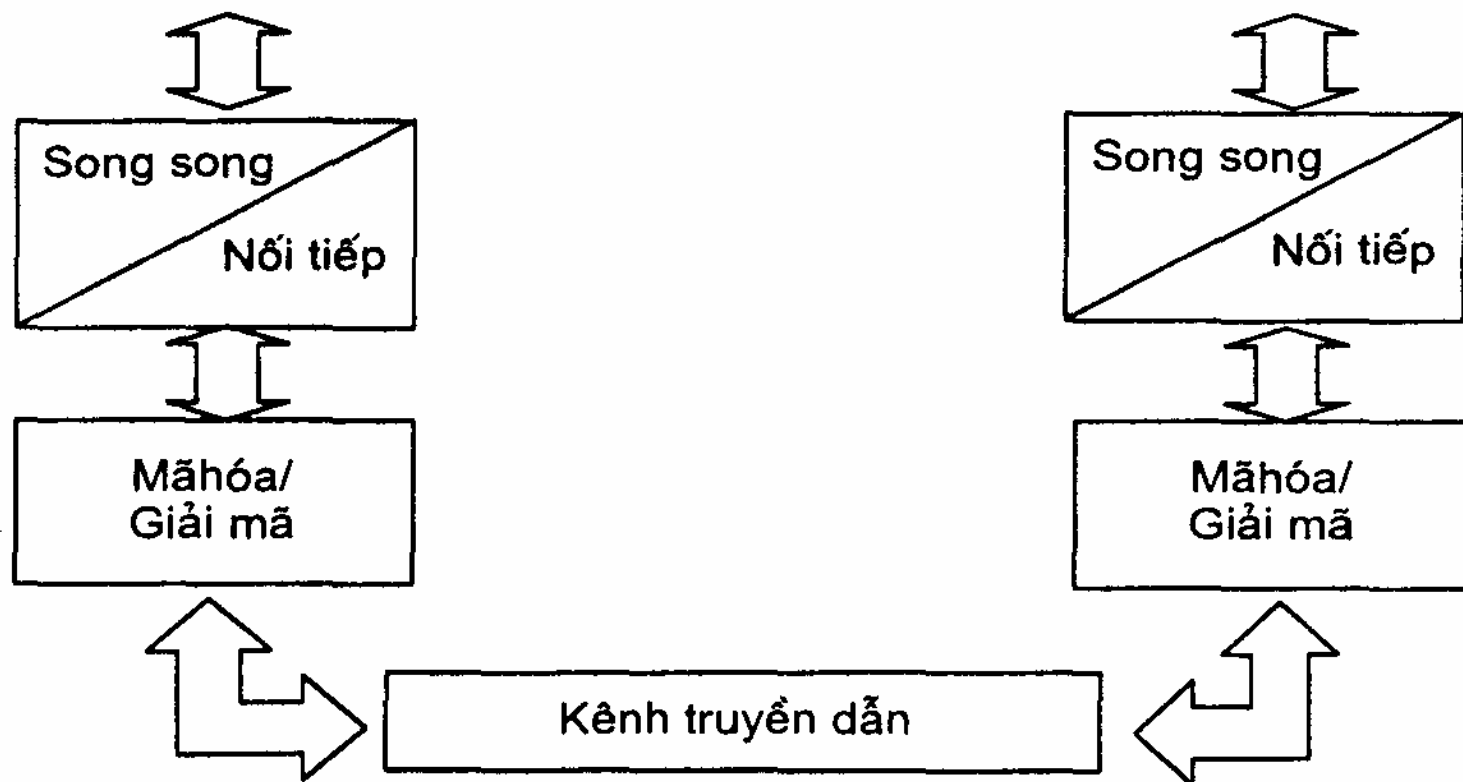 Song song
Nối tiếp
Song song
Nối tiếp
Mãhóa/
Giải mã
Mãhóa/
Giải mã
Kênh truyền dẫn